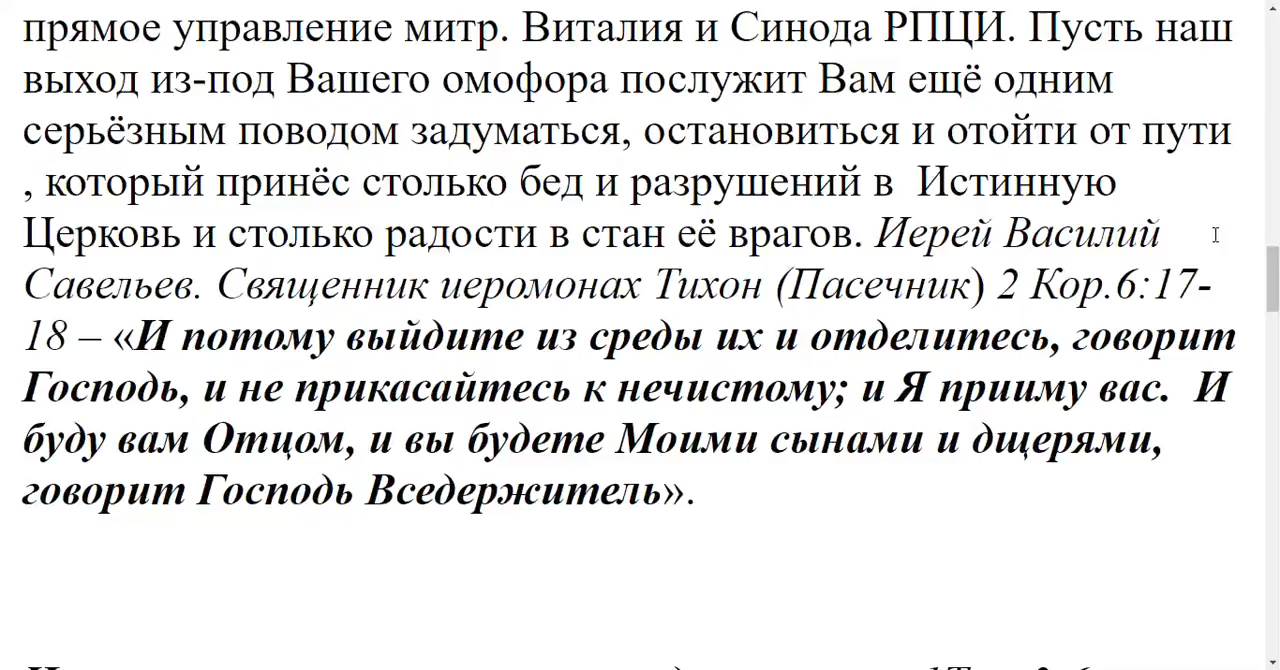 прямое управление митр. Виталия и Синода РПЦИ. Пусть наш
выход из-под Вашего омофора послужит Вам ещё одним
серьёзным поводом задуматься, остановиться и отойти от пути
, который принёс столько бед и разрушений в  Истинную
Церковь и столько радости в стан её врагов. Иерей Василий
Савельев. Священник иеромонах Тихон (Пасечник) 2 Кор.6:17-
18 – «И потому выйдите из среды их и отделитесь, говорит
Господь, и не прикасайтесь к нечистому; и Я прииму вас.  И
буду вам Отцом, и вы будете Моими сынами и дщерями,
говорит Господь Вседержитель».